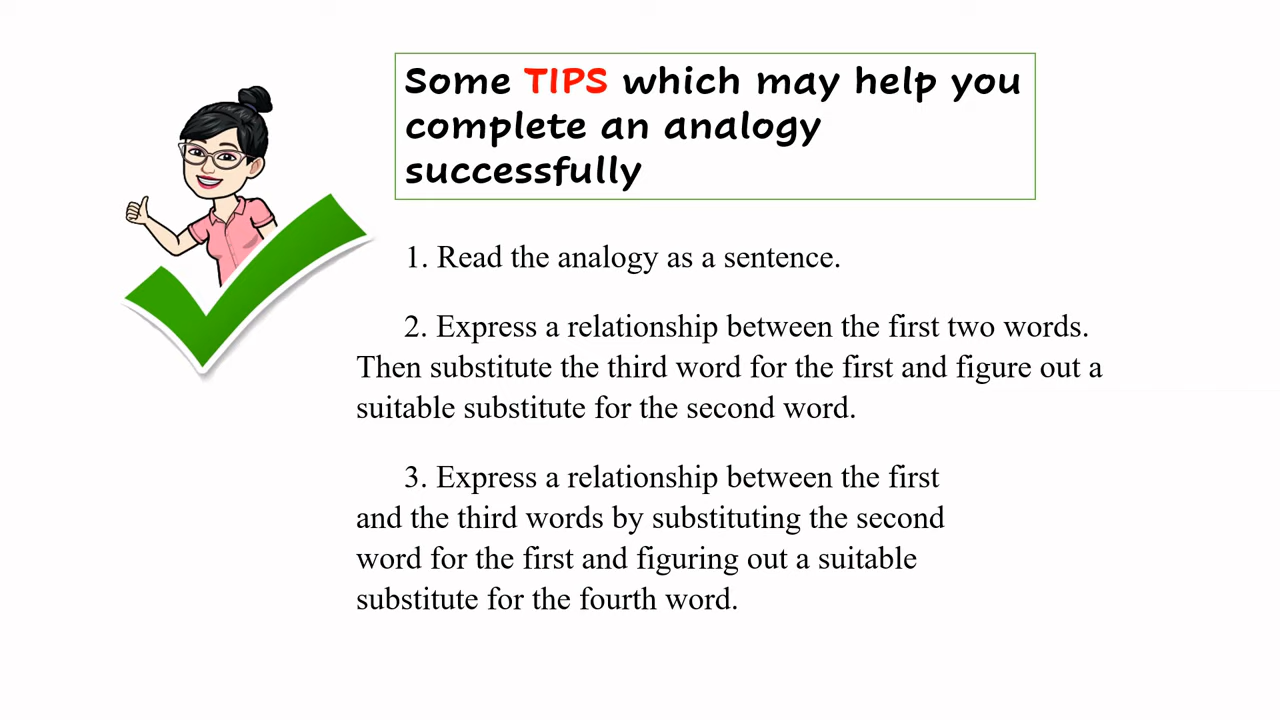 Some TIPS which may help you
complete an analogy
successfully
1. Read the analogy as a sentence.
2. Express a relationship between the first two words.
Then substitute the third word for the first and figure out a
suitable substitute for the second word.
3. Express a relationship between the first
and the third words by substituting the second
word for the first and figuring out a suitable
substitute for the fourth word.